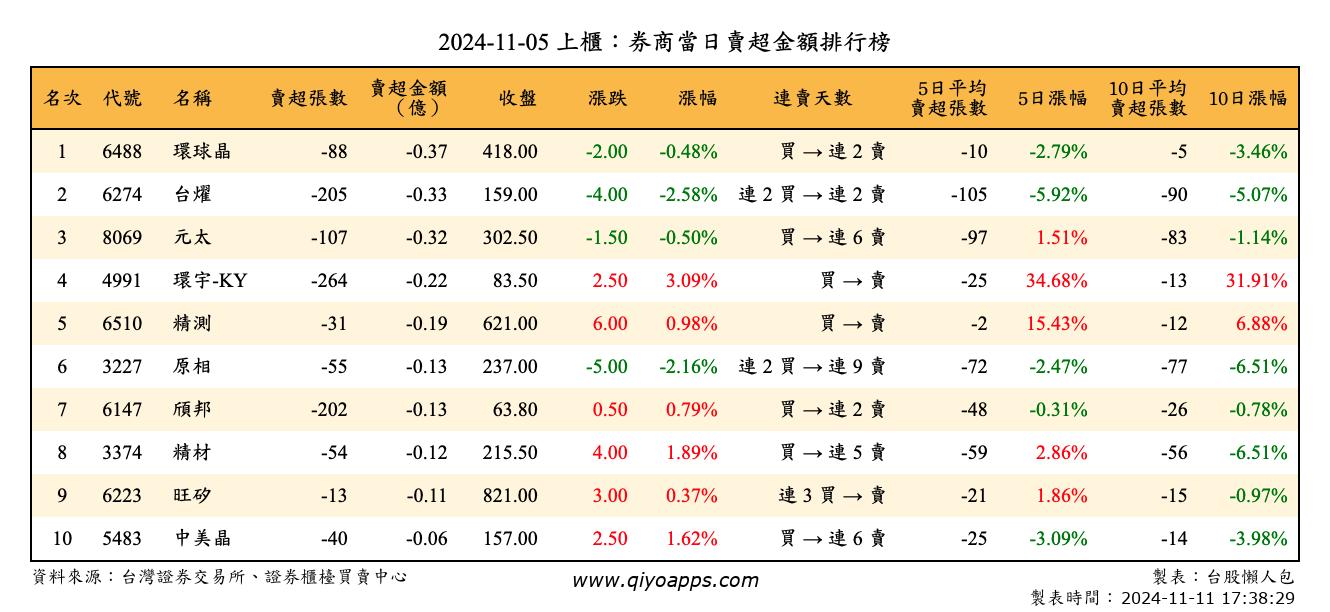 2024-11-05 上櫃：券商當日賣超金額排行榜
名次 代號 名稱 賣超張數 賣超金額（億） 收盤 漲跌 漲幅 連賣天數 5日平均賣超張數 5日漲幅 10日平均賣超張數 10日漲幅
1 6488 環球晶 -88 -0.37 418.00 -2.00 -0.48% 買 → 連 2 賣 -10 -2.79% -5 -3.46%
2 6274 台燿 -205 -0.33 159.00 -4.00 -2.58% 連 2 買 → 連 2 賣 -105 -5.92% -90 -5.07%
3 8069 元太 -107 -0.32 302.50 -1.50 -0.50% 買 → 連 6 賣 -97 1.51% -83 -1.14%
4 4991 環宇-KY -264 -0.22 83.50 2.50 3.09% 買 → 賣 -25 34.68% -13 31.91%
5 6510 精測 -31 -0.19 621.00 6.00 0.98% 買 → 賣 -2 15.43% -12 6.88%
6 3227 原相 -55 -0.13 237.00 -5.00 -2.16% 連 2 買 → 連 9 賣 -72 -2.47% -77 -6.51%
7 6147 頎邦 -202 -0.13 63.80 0.50 0.79% 買 → 連 2 賣 -48 -0.31% -26 -0.78%
8 3374 精材 -54 -0.12 215.50 4.00 1.89% 買 → 連 5 賣 -59 2.86% -56 -6.51%
9 6223 旺矽 -13 -0.11 821.00 3.00 0.37% 連 3 買 → 賣 -21 1.86% -15 -0.97%
10 5483 中美晶 -40 -0.06 157.00 2.50 1.62% 買 → 連 6 賣 -25 -3.09% -14 -3.98%
資料來源：台灣證券交易所、證券櫃檯買賣中心 www.qiyoapps.com 製表：台股懶人包
製表時間：2024-11-11 17:38:29